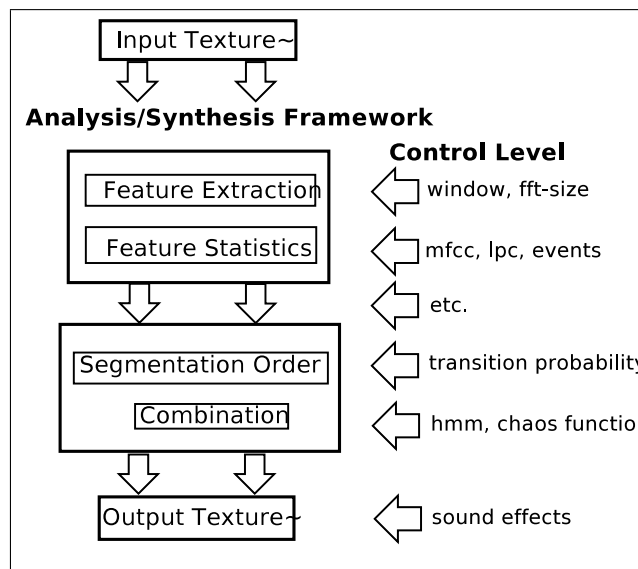 Input Texture~
Analysis/Synthesis Framework
Control Level
Feature Extraction
window, fft-size
Feature Statistics
mfcc, lpc, events
etc.
Segmentation Order
transition probability
Combination
hmm, chaos functio
Output Texture~
sound effects